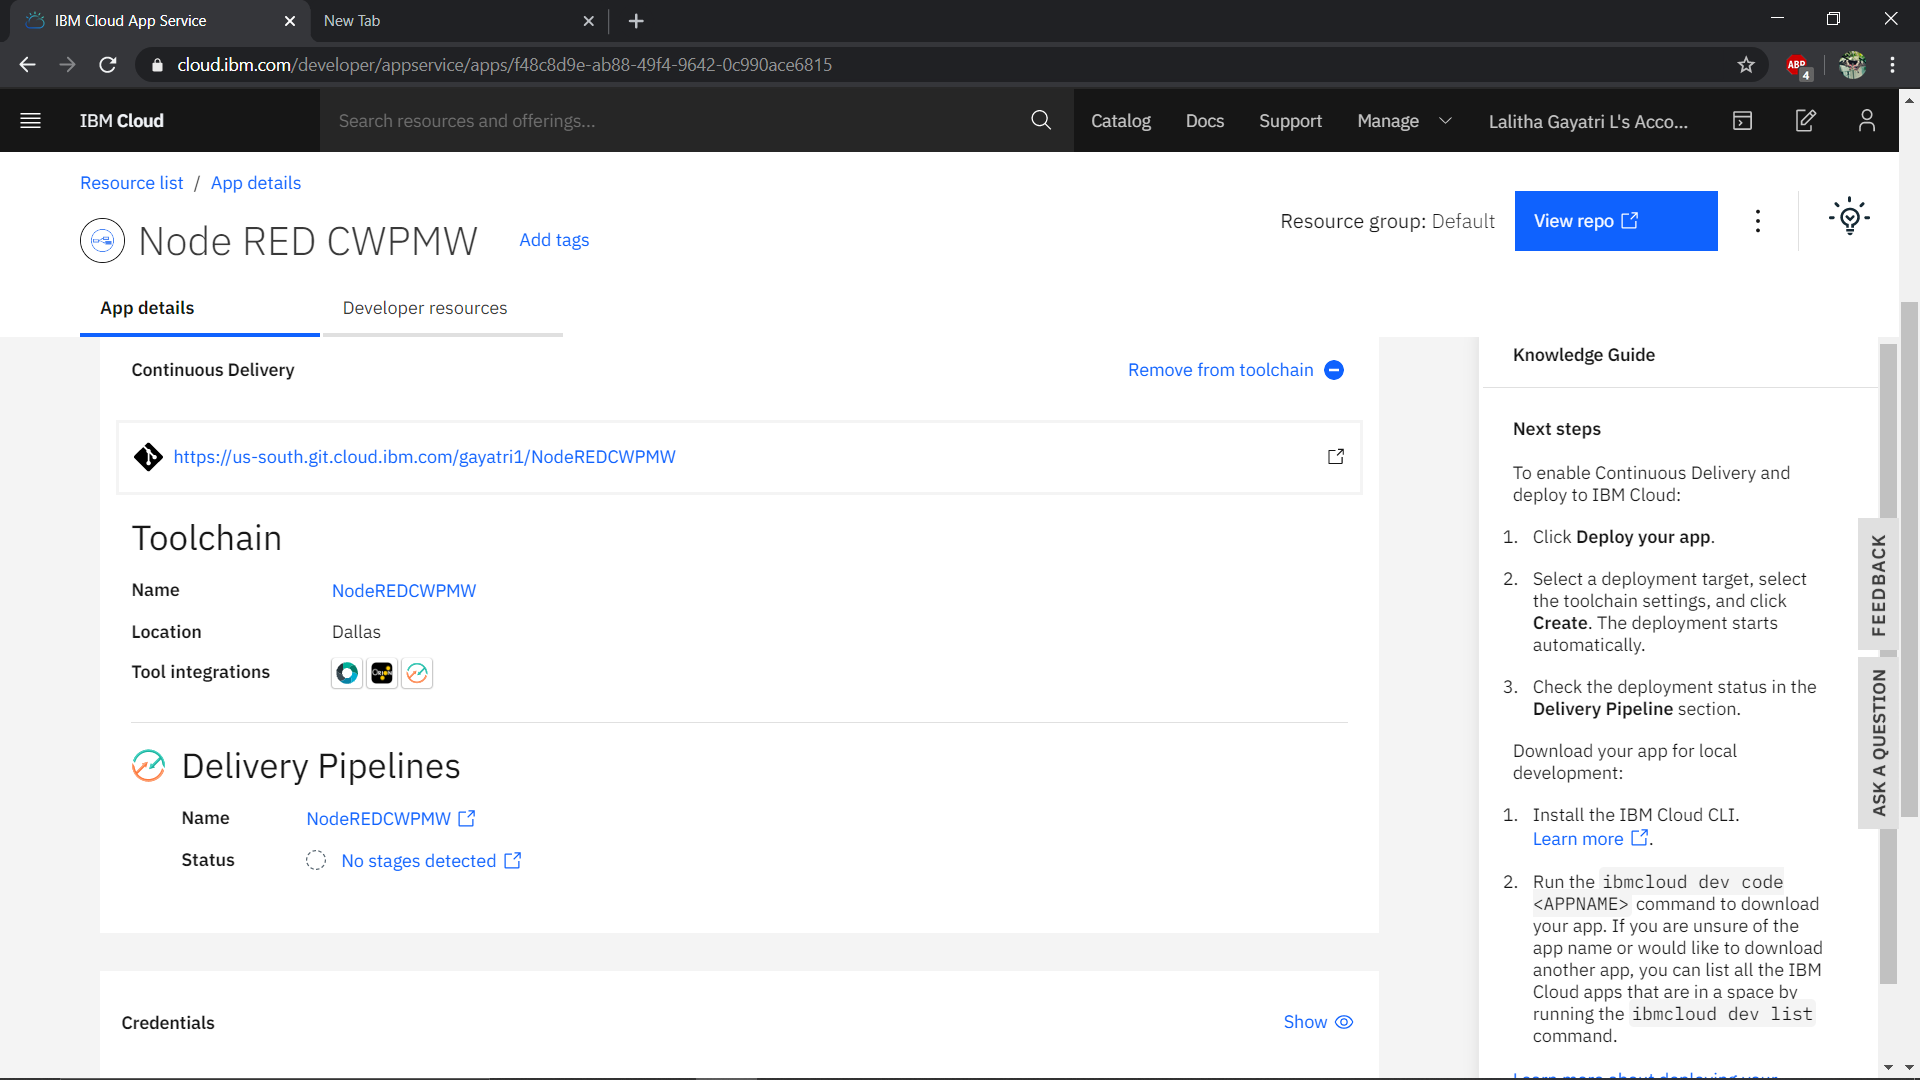 IBM Cloud App Service
New Tab
cloud.ibm.com/developer/appservice/apps/f48c8d9e-ab88-49f4-9642-0c990ace6815
ABP
4
IBM Cloud
Search resources and offerings...
Catalog
Docs
Support
Manage
Lalitha Gayatri L's Acco...
Resource list / App details
Node RED CWPMW
Add tags
Resource group: Default
View repo
App details
Developer resources
Continuous Delivery
Remove from toolchain
https://us-south.git.cloud.ibm.com/gayatri1/NodeREDCWPMW
Toolchain
Name
NodeREDCWPMW
Location
Dallas
Tool integrations
ORION
Delivery Pipelines
Name
NodeREDCWPMW
Status
No stages detected
Credentials
Show
Knowledge Guide
Next steps
To enable Continuous Delivery and
deploy to IBM Cloud:
1. Click Deploy your app.
2. Select a deployment target, select
the toolchain settings, and click
Create. The deployment starts
automatically.
3. Check the deployment status in the
Delivery Pipeline section.
Download your app for local
development:
1. Install the IBM Cloud CLI.
Learn more.
2. Run the ibmcloud dev code
<APPNAME> command to download
your app. If you are unsure of the
app name or would like to download
another app, you can list all the IBM
Cloud apps that are in a space by
running the ibmcloud dev list
command.
Learn more about deploying your
FEEDBACK
ASK A QUESTION